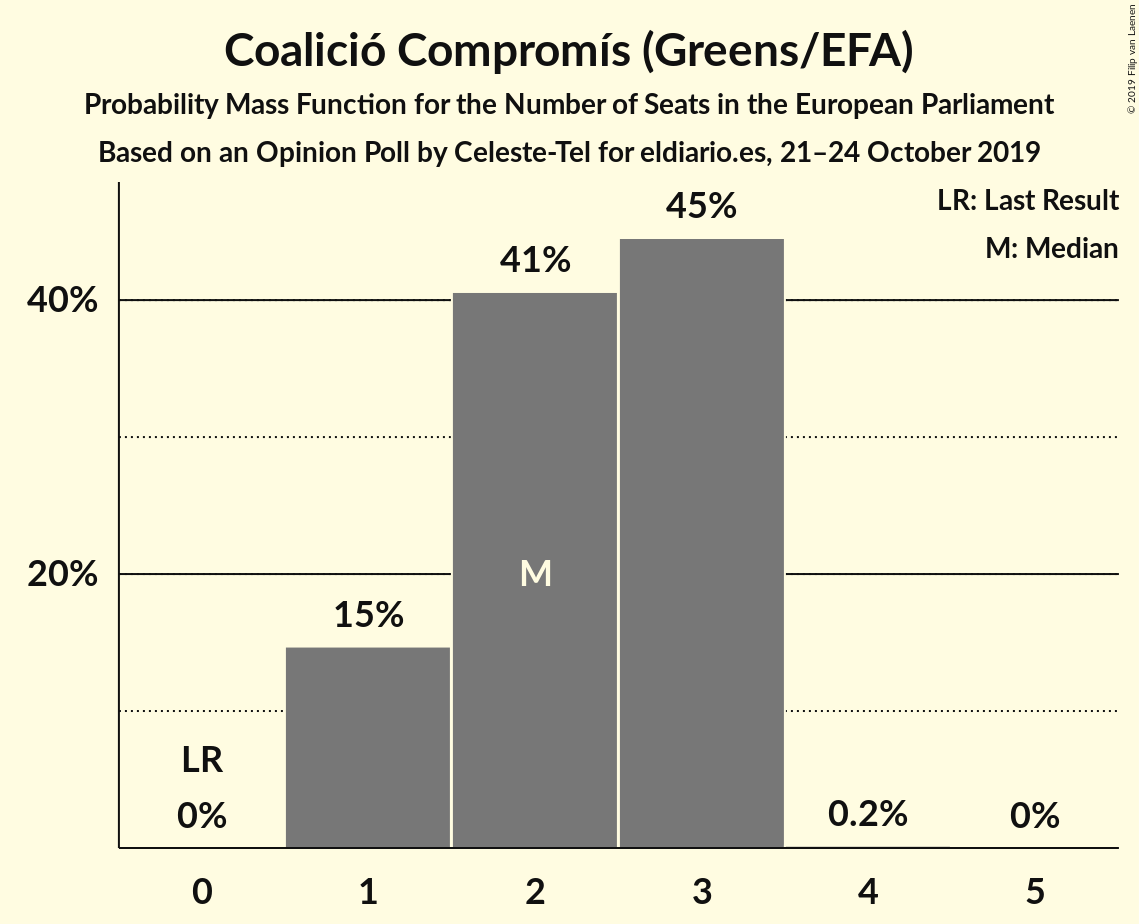 Coalició Compromís (Greens/EFA)
Probability Mass Function for the Number of Seats in the European Parliament
Based on an Opinion Poll by Celeste-Tel for eldiario.es, 21–24 October 2019
© 2019 Filip van Laenen
LR: Last Result
M: Median
45%
41%
40%
M
20%
15%
LR
0%
0.2%
0%
0 1 2 3 4 5